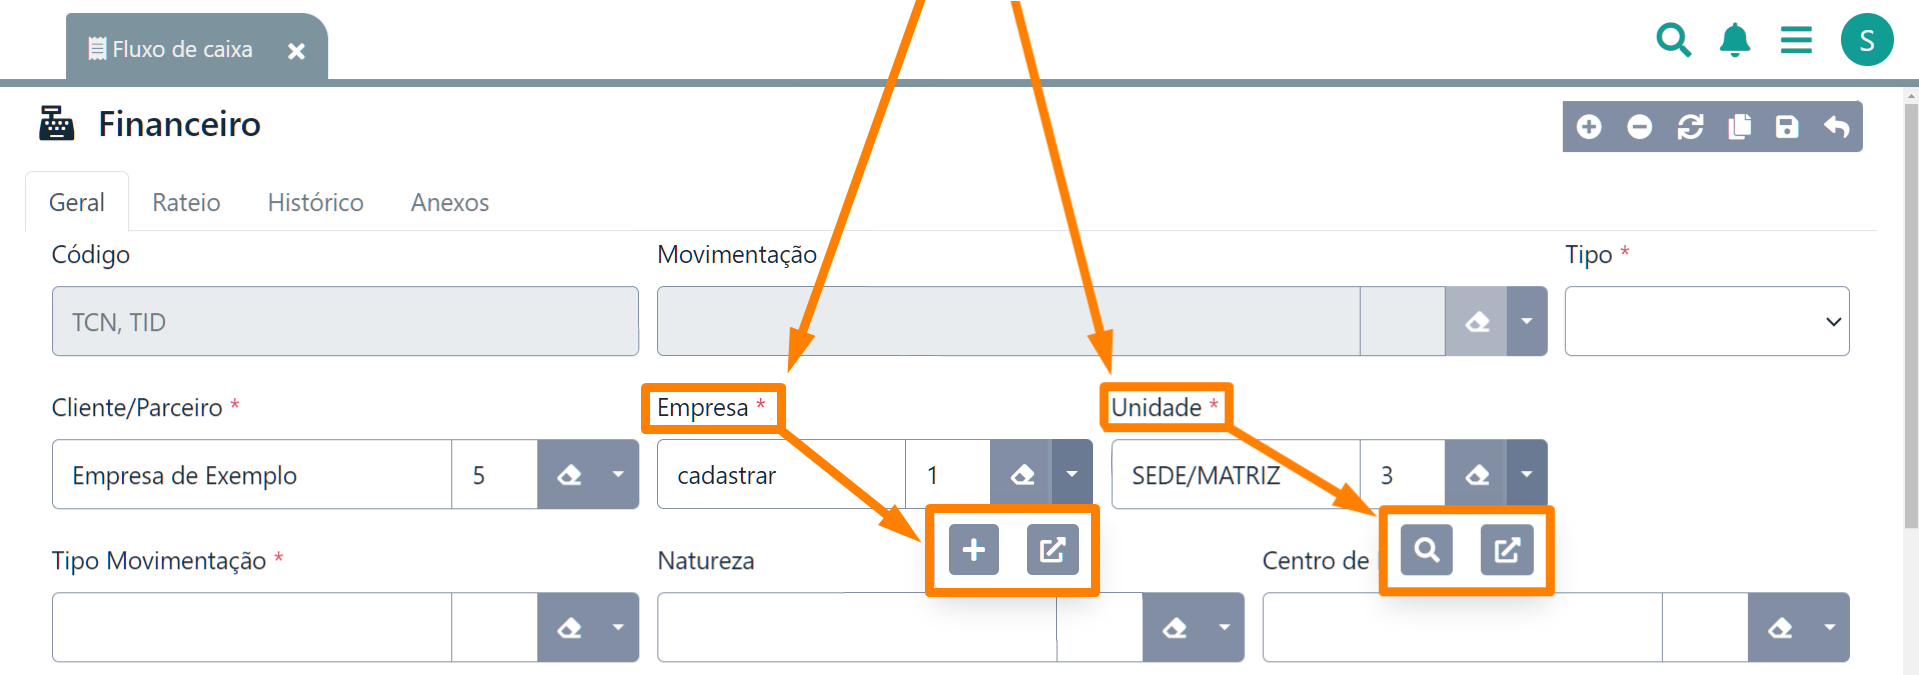 Fluxo de caixa
S
Financeiro
Geral Rateio Histórico Anexos
Código Movimentação Tipo *
TCN, TID
Cliente/Parceiro * Empresa * Unidade *
Empresa de Exemplo 5 cadastrar 1 SEDE/MATRIZ 3
Tipo Movimentação * Natureza Centro de